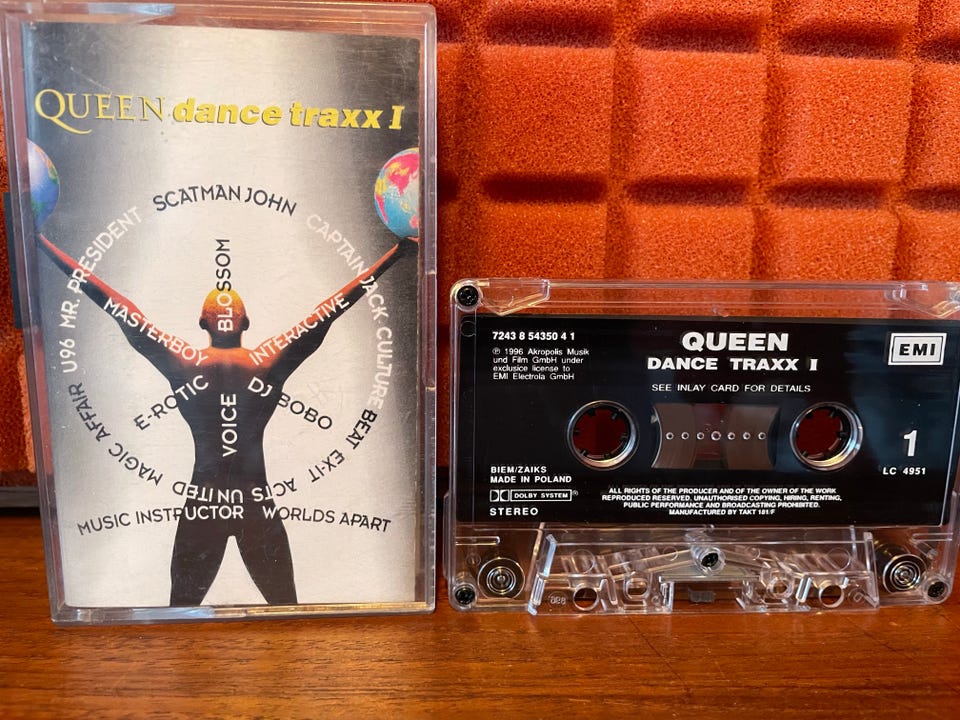 QUEEN dance traxx I
SCATMAN JOHN
CAPTAIN JACK
CULTURE BEAT
EX-IT
ACTS UNITED
MAGIC AFFAIR
U96
MR. PRESIDENT
BLOSSOM
MASTERBOY
INTERACTIVE
E-ROTIC
DJ BOBO
VOICE
MUSIC INSTRUCTOR
WORLDS APART
7243 8 54350 4 1
℗ 1996 Akropolis Musik
und Film GmbH under
exclusice license to
EMI Electrola GmbH
QUEEN
DANCE TRAXX I
EMI
SEE INLAY CARD FOR DETAILS
1
LC 4951
BIEM/ZAIKS
MADE IN POLAND
DOLBY SYSTEM®
STEREO
ALL RIGHTS OF THE PRODUCER AND OF THE OWNER OF THE WORK
REPRODUCED RESERVED. UNAUTHORISED COPYING, HIRING, RENTING,
PUBLIC PERFORMANCE AND BROADCASTING PROHIBITED.
MANUFACTURED BY TAKT 181/F